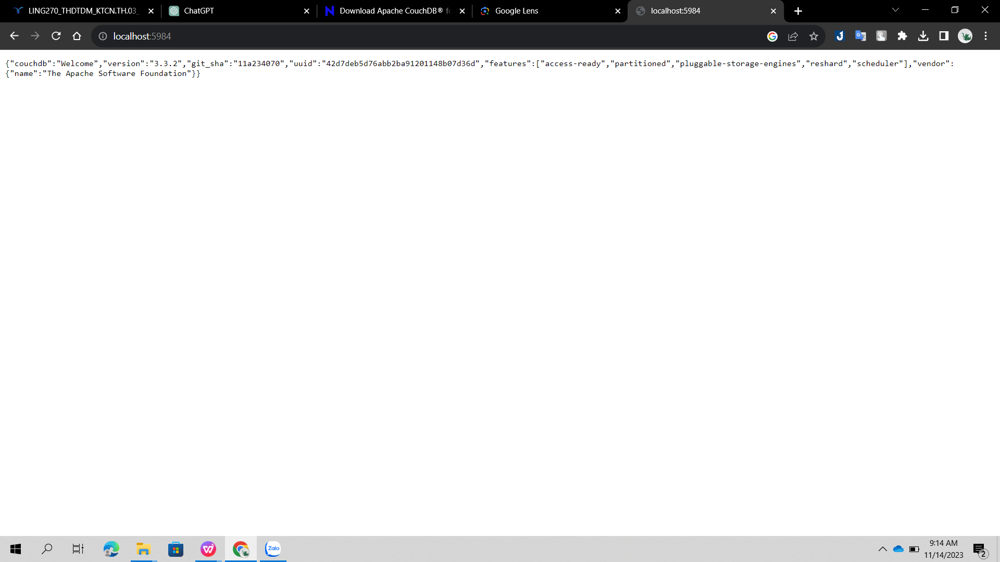 LING270_THDTDM_KTCN.TH.03_
ChatGPT
Download Apache CouchDB® fo
Google Lens
localhost:5984
localhost:5984
{"couchdb":"Welcome","version":"3.3.2","git_sha":"11a234070","uuid":"42d7deb5d76abb2ba91201148b07d36d","features":["access-ready","partitioned","pluggable-storage-engines","reshard","scheduler"],"vendor":
{"name":"The Apache Software Foundation"}}
Zalo
9:14 AM
11/14/2023
2